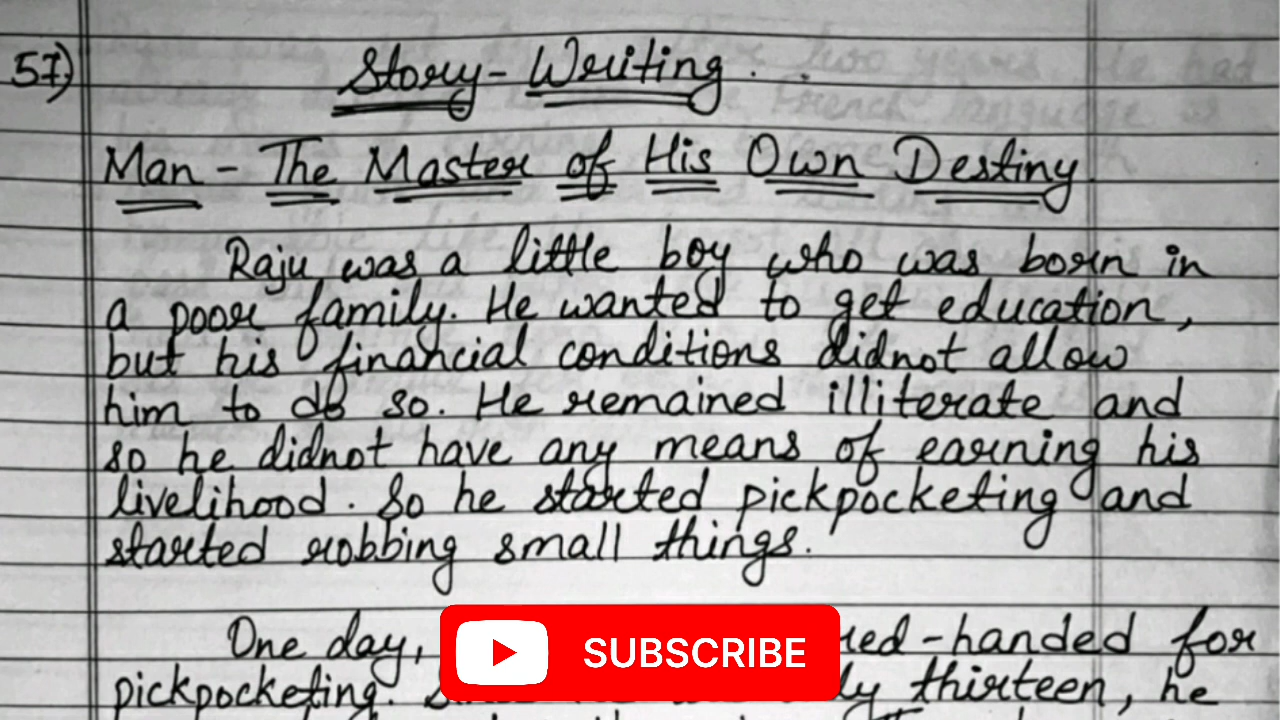 57)
Story-Writing.
Man - The Master of His Own Destiny
Raju was a little boy who was born in
a poor family. He wanted to get education,
but his financial conditions didnot allow
him to do so. He remained illiterate and
so he didnot have any means of earning his
livelihood. So he started pickpocketing and
started robbing small things.
One day, red-handed for
pickpocketing. thirteen, he
SUBSCRIBE